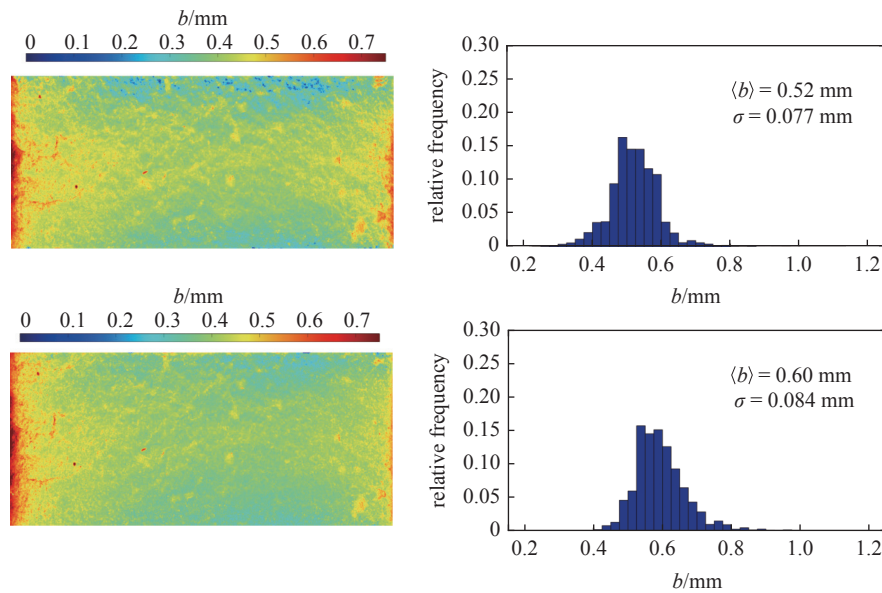 b/mm
0 0.1 0.2 0.3 0.4 0.5 0.6 0.7
0.30
0.25
0.20
0.15
0.10
0.05
0
relative frequency
⟨b⟩ = 0.52 mm
σ = 0.077 mm
0.2 0.4 0.6 0.8 1.0 1.2
b/mm
b/mm
0 0.1 0.2 0.3 0.4 0.5 0.6 0.7
0.30
0.25
0.20
0.15
0.10
0.05
0
relative frequency
⟨b⟩ = 0.60 mm
σ = 0.084 mm
0.2 0.4 0.6 0.8 1.0 1.2
b/mm